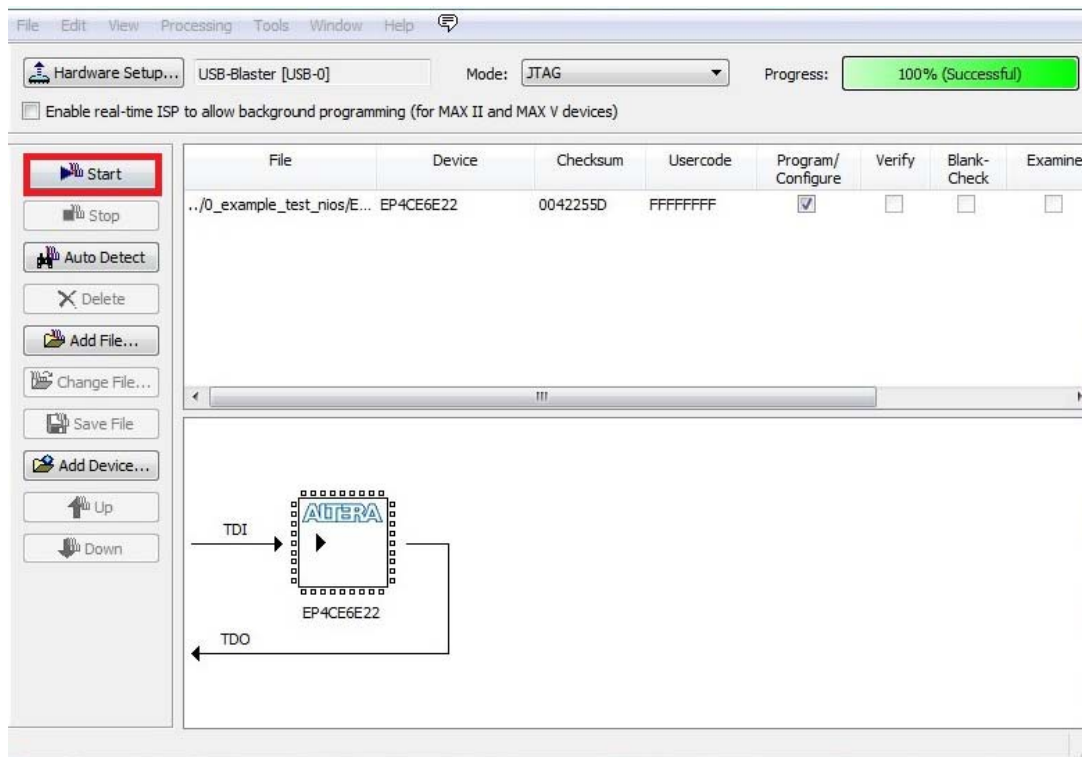 File Edit View Processing Tools Window Help
Hardware Setup... USB-Blaster [USB-0] Mode: JTAG Progress: 100% (Successful)
Enable real-time ISP to allow background programming (for MAX II and MAX V devices)
Start
Stop
Auto Detect
Delete
Add File...
Change File...
Save File
Add Device...
Up
Down
File Device Checksum Usercode Program/ Configure Verify Blank- Check Examine
../0_example_test_nios/E... EP4CE6E22 0042255D FFFFFFFF
ALTERA
TDI
EP4CE6E22
TDO